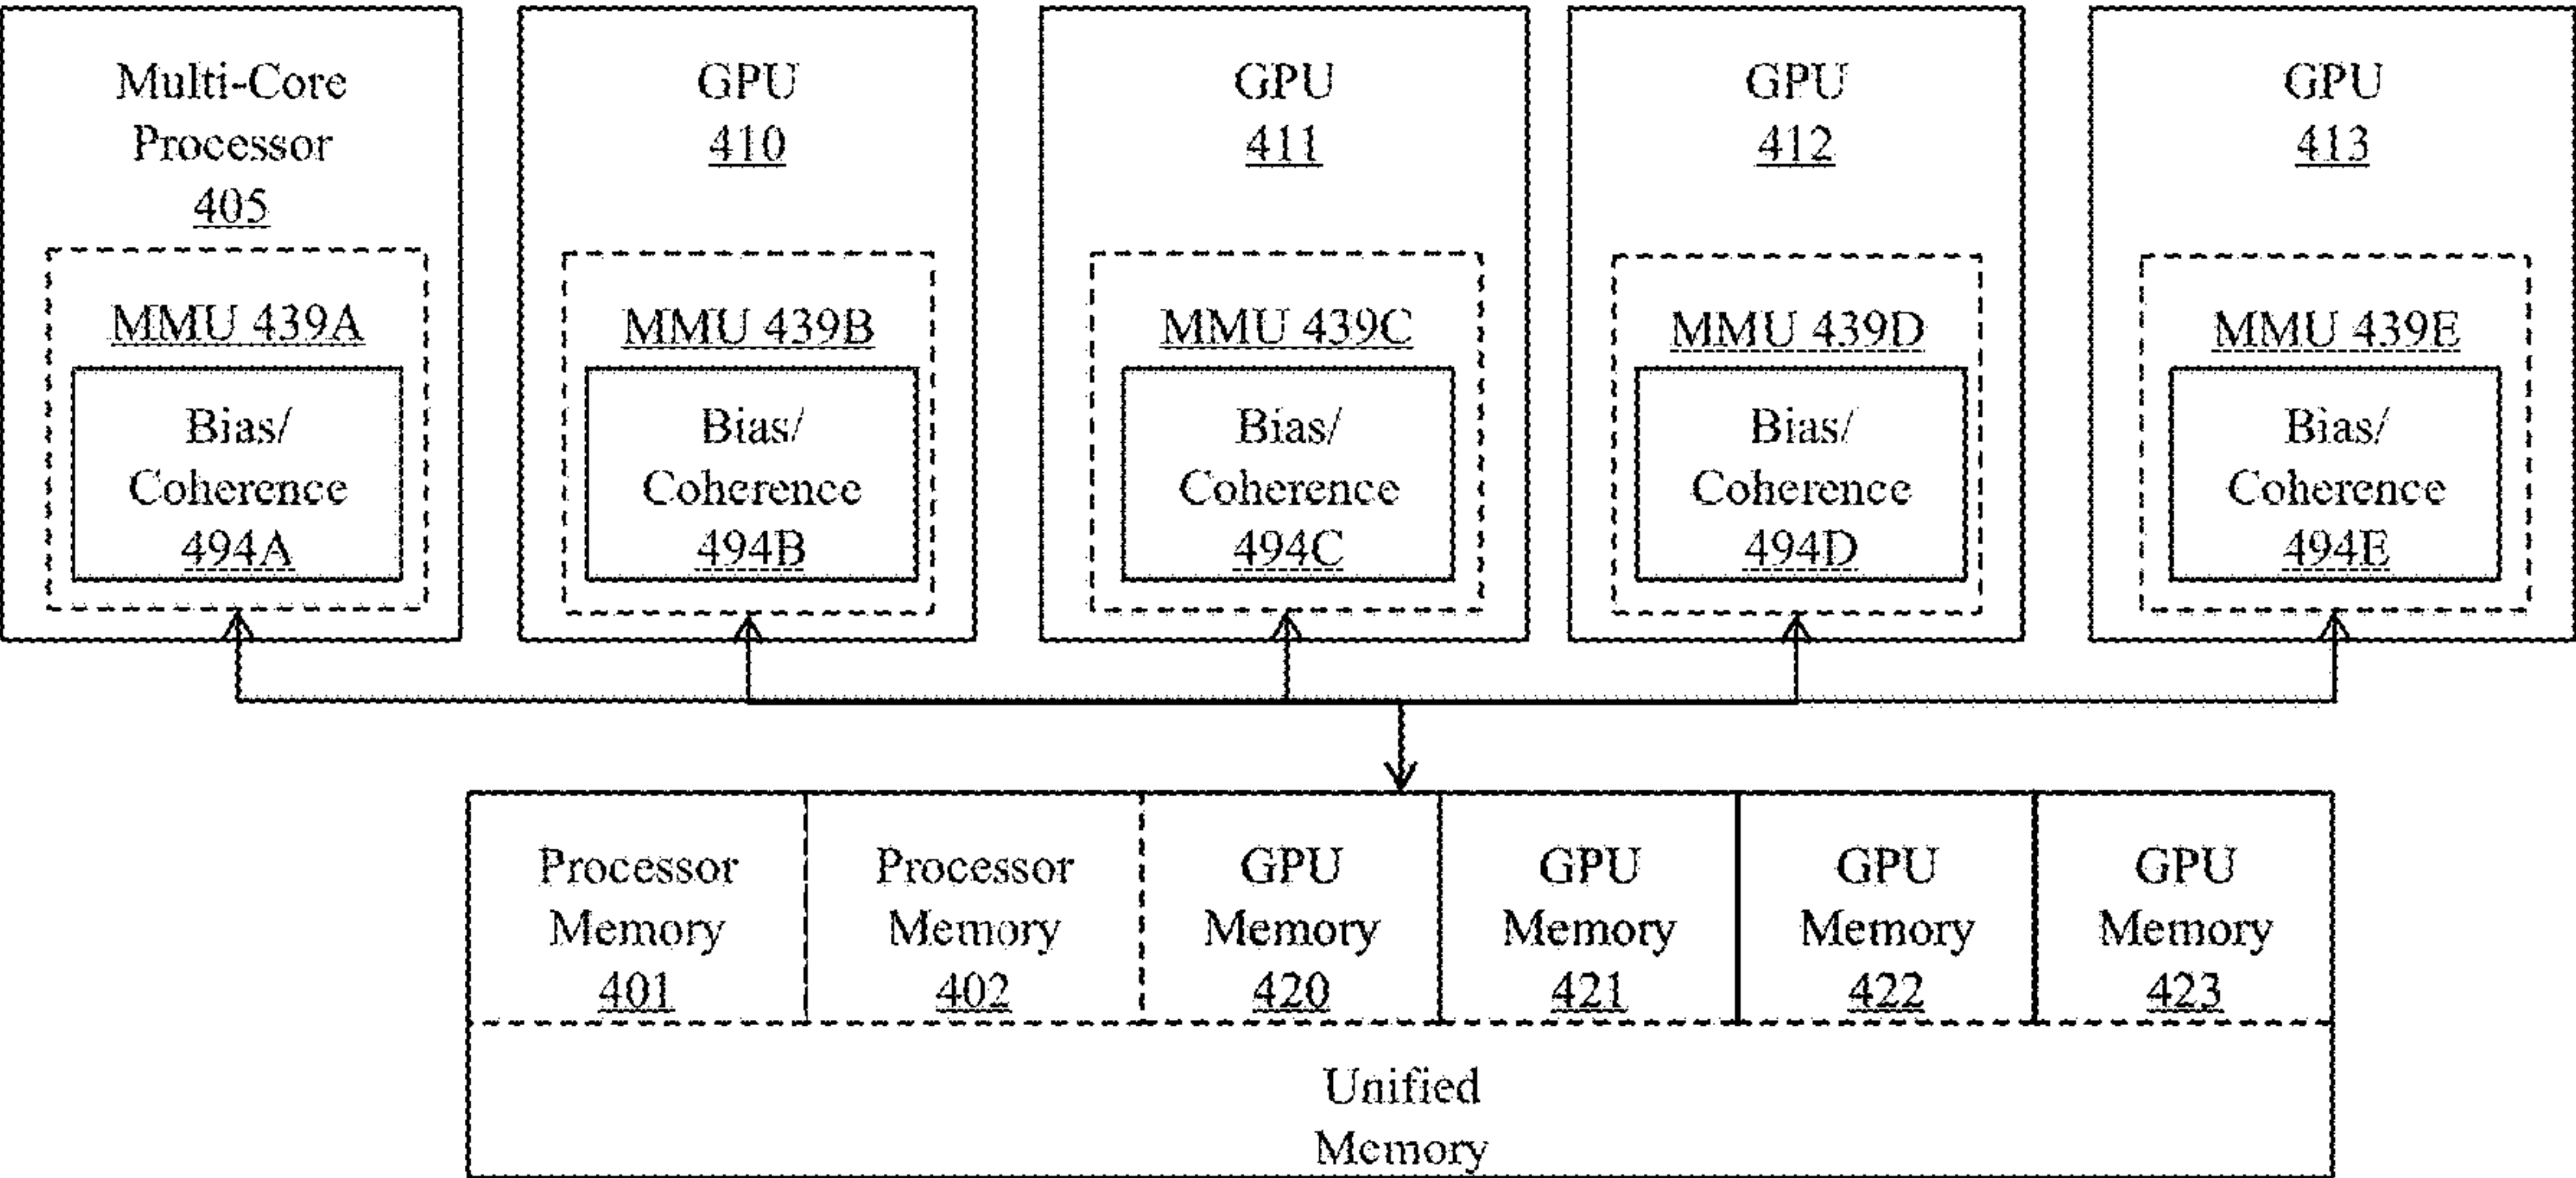 Multi-Core
Processor
405
MMU 439A
Bias/
Coherence
494A
GPU
410
MMU 439B
Bias/
Coherence
494B
GPU
411
MMU 439C
Bias/
Coherence
494C
GPU
412
MMU 439D
Bias/
Coherence
494D
GPU
413
MMU 439E
Bias/
Coherence
494E
Processor
Memory
401
Processor
Memory
402
GPU
Memory
420
GPU
Memory
421
GPU
Memory
422
GPU
Memory
423
Unified
Memory